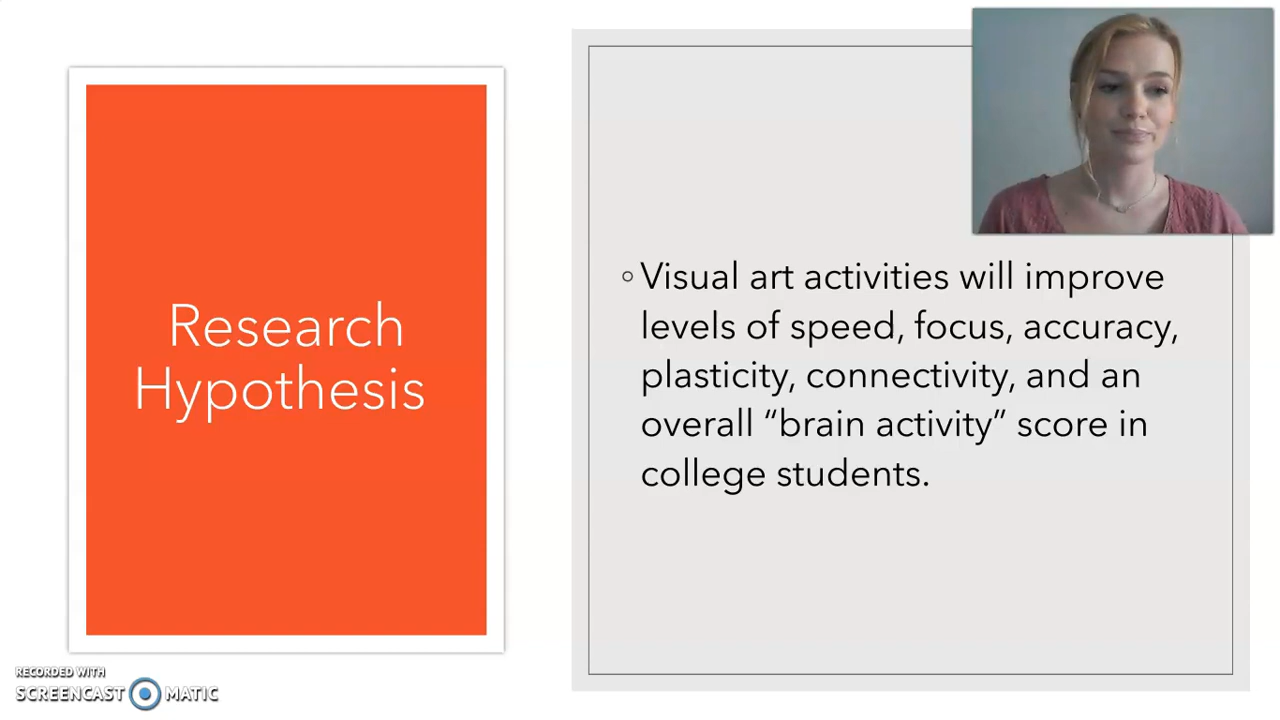 Research
Hypothesis
◦Visual art activities will improve
levels of speed, focus, accuracy,
plasticity, connectivity, and an
overall “brain activity” score in
college students.
RECORDED WITH
SCREENCAST MATIC